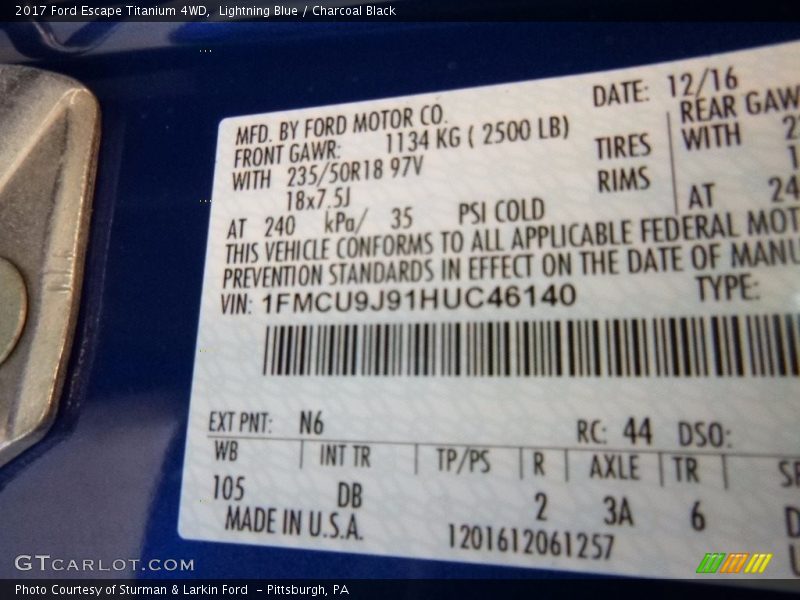 2017 Ford Escape Titanium 4WD, Lightning Blue / Charcoal Black
MFD. BY FORD MOTOR CO.
DATE: 12/16
FRONT GAWR: 1134 KG ( 2500 LB)
REAR GAW
WITH 235/50R18 97V
TIRES
WITH
18x7.5J
RIMS
AT 240 kPa/ 35 PSI COLD
AT 24
THIS VEHICLE CONFORMS TO ALL APPLICABLE FEDERAL MOT
PREVENTION STANDARDS IN EFFECT ON THE DATE OF MANU
VIN: 1FMCU9J91HUC46140
TYPE:
EXT PNT: N6
RC: 44 DSO:
WB INT TR TP/PS R AXLE TR
105 DB 2 3A 6
MADE IN U.S.A.
1201612061257
GTCARLOT.COM
Photo Courtesy of Sturman & Larkin Ford - Pittsburgh, PA